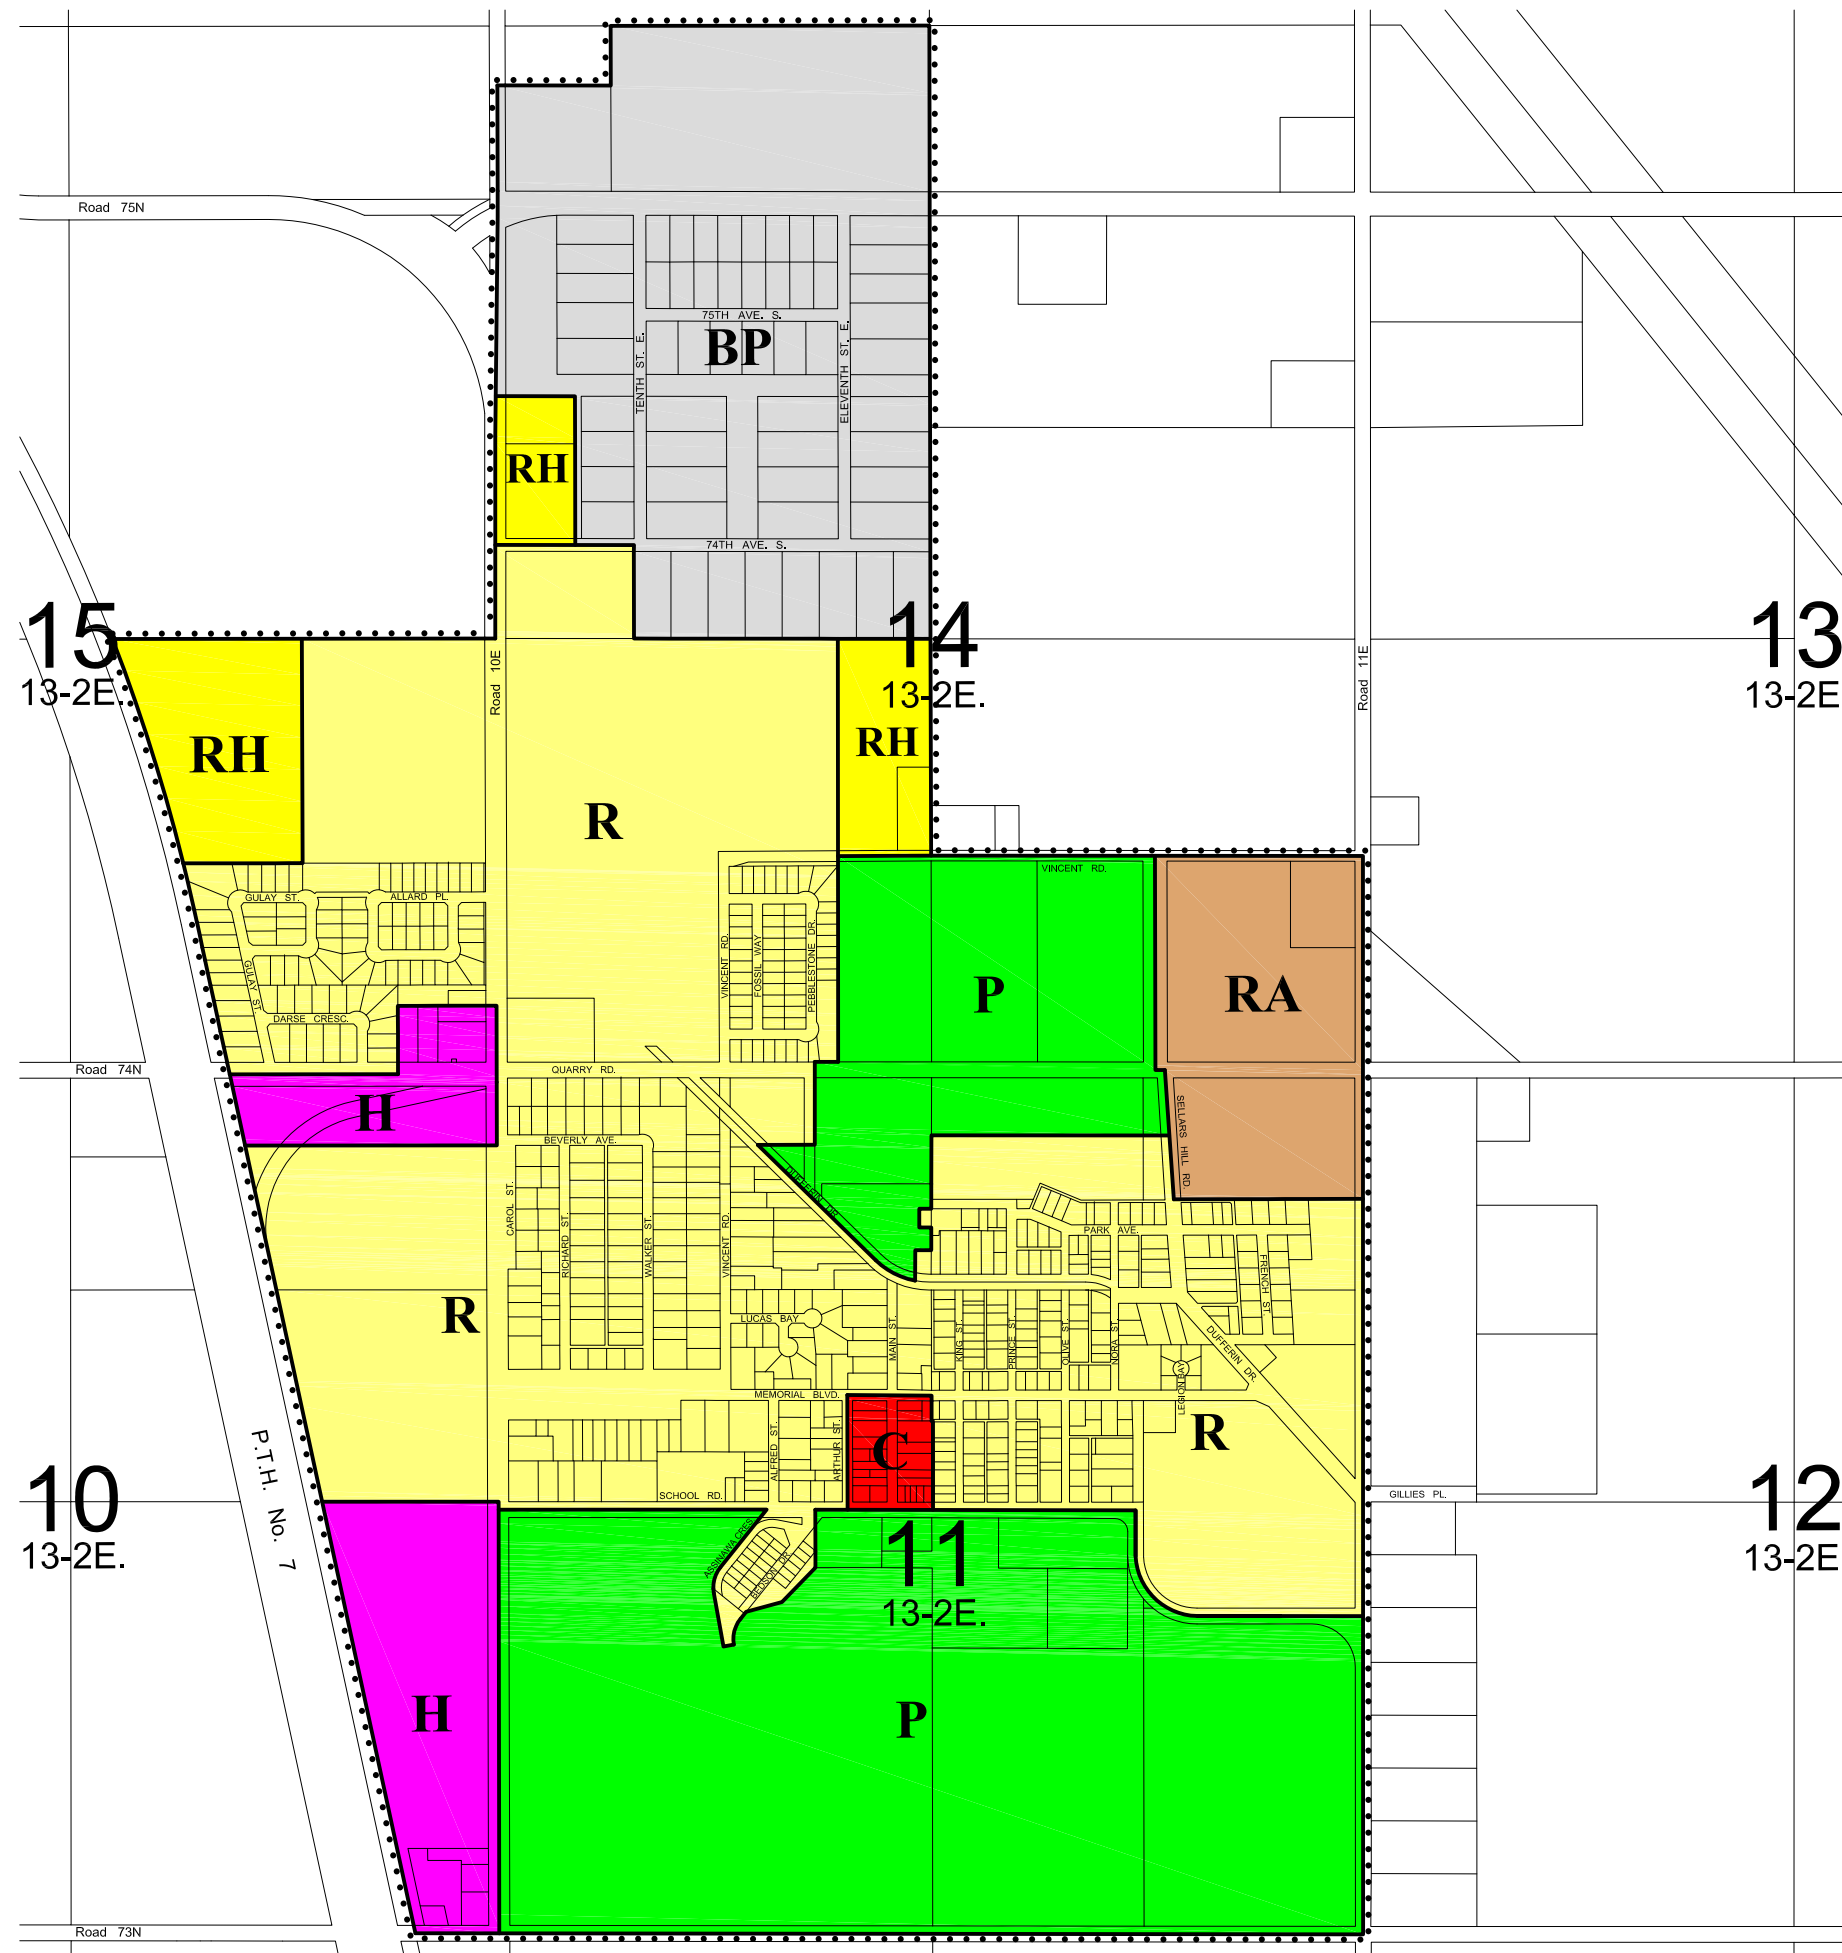 Road 75N
75TH AVE. S.
BP
TENTH ST. E.
ELEVENTH ST. E.
RH
74TH AVE. S.
15
13-2E.
14
13-2E.
13
13-2E
Road 10E
Road 11E
RH
RH
R
VINCENT RD.
GULAY ST.
ALLARD PL.
GULAY ST.
DARSE CRESC.
VINCENT RD.
FOSSIL WAY
PEBBLESTONE DR.
P
RA
Road 74N
QUARRY RD.
H
BEVERLY AVE.
SELLARS HILL RD.
DUFFERIN DR.
CAROL ST.
RICHARD ST.
WALKER ST.
VINCENT RD.
PARK AVE.
FRENCH ST.
R
LUCAS BAY
MAIN ST.
KING ST.
PRINCE ST.
OLIVE ST.
NORA ST.
DUFFERIN DR.
LEGION BAY
MEMORIAL BLVD.
ALFRED ST.
ARTHUR ST.
C
R
P.T.H. No. 7
SCHOOL RD.
GILLIES PL.
10
13-2E.
11
13-2E.
12
13-2E
ASSINAWA CRES.
BEDSON DR.
H
P
Road 73N